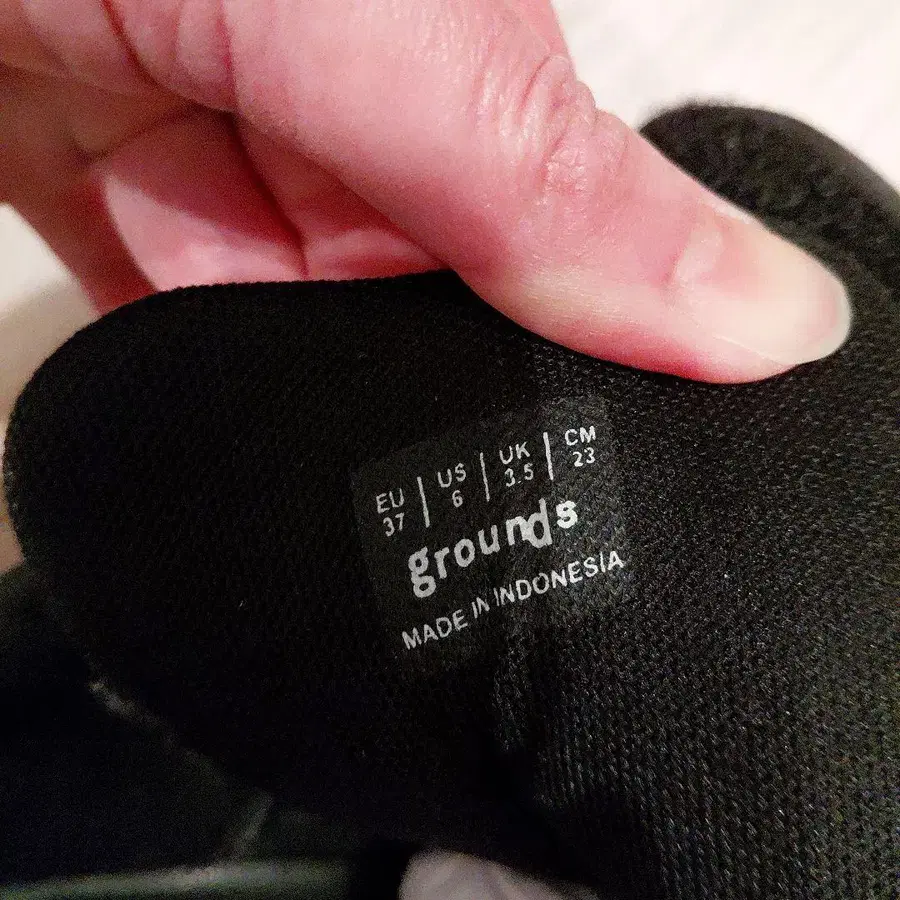 EU | US | UK | CM
37 | 6 | 3.5 | 23
grounds
MADE IN INDONESIA